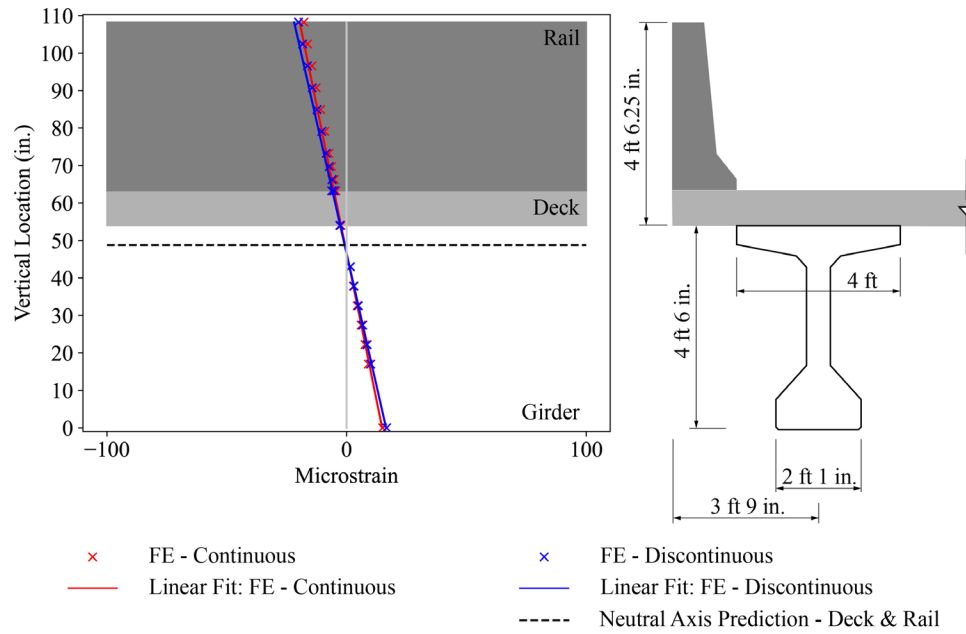 110
100
90
80
70
60
50
40
30
20
10
0
Vertical Location (in.)
Rail
Deck
Girder
−100
0
100
Microstrain
4 ft 6.25 in.
4 ft
4 ft 6 in.
2 ft 1 in.
3 ft 9 in.
FE - Continuous
Linear Fit: FE - Continuous
FE - Discontinuous
Linear Fit: FE - Discontinuous
Neutral Axis Prediction - Deck & Rail